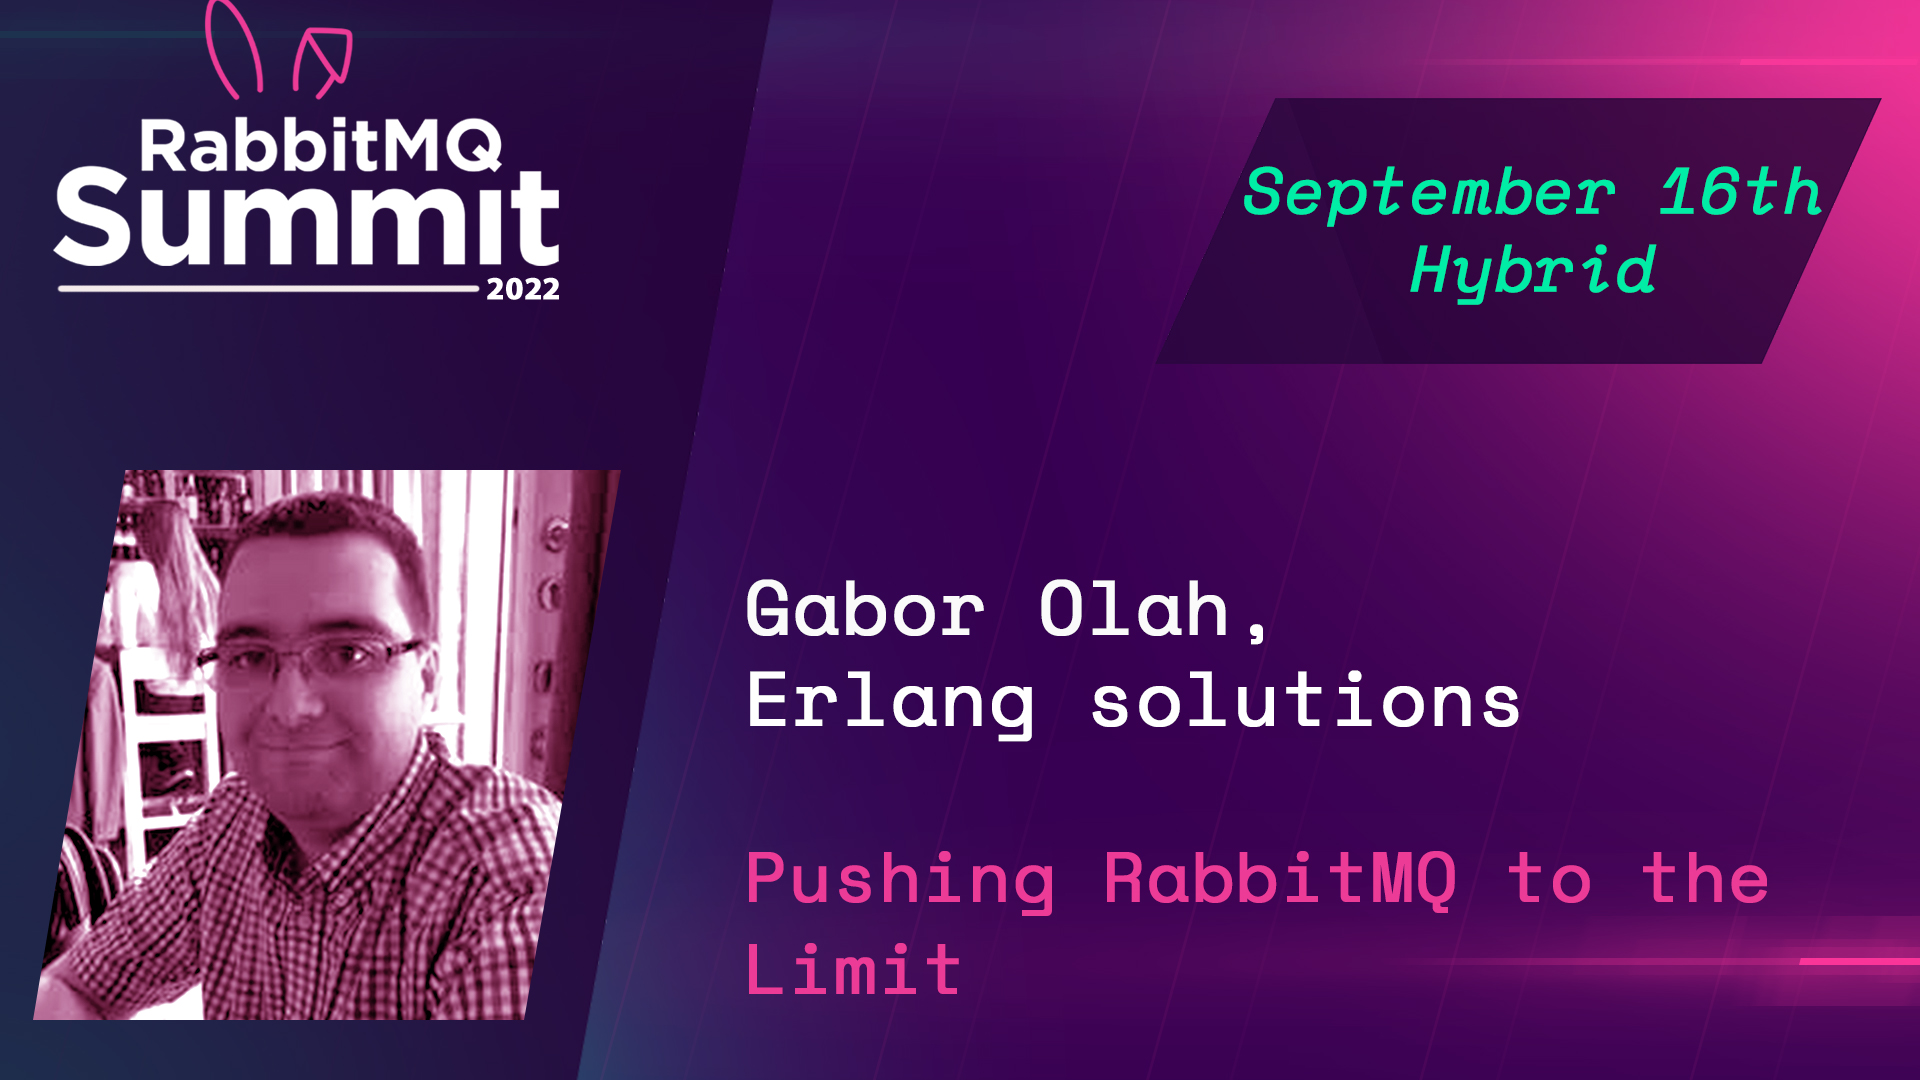 RabbitMQ
Summit
2022
September 16th
Hybrid
Gabor Olah,
Erlang solutions
Pushing RabbitMQ to the
Limit